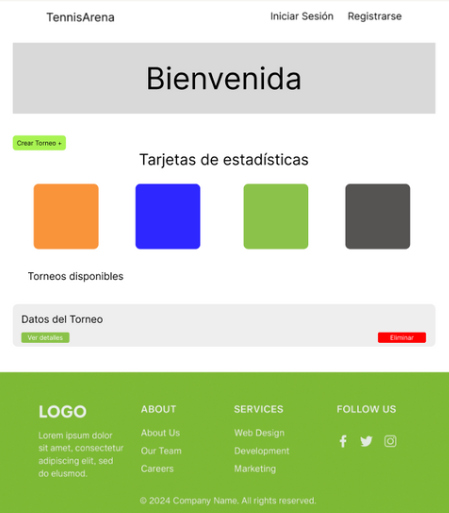 TennisArena
Iniciar Sesión
Registrarse
Bienvenida
Crear Torneo +
Tarjetas de estadísticas
Torneos disponibles
Datos del Torneo
Ver detalles
Eliminar
LOGO
Lorem ipsum dolor
sit amet, consectetur
adipiscing elit, sed
do eiusmod.
ABOUT
About Us
Our Team
Careers
SERVICES
Web Design
Development
Marketing
FOLLOW US
© 2024 Company Name. All rights reserved.